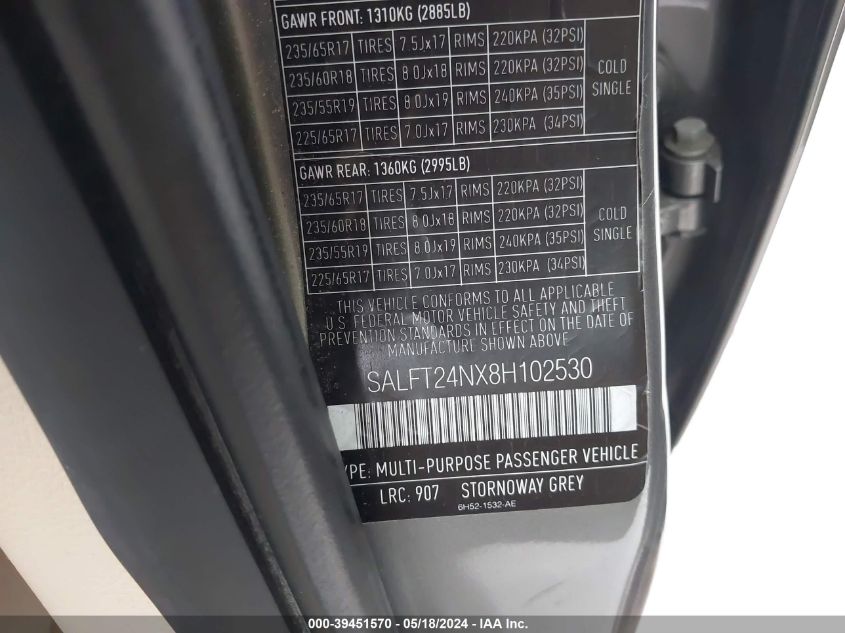 GAWR FRONT: 1310KG (2885LB)
235/65R17 TIRES 7.5Jx17 RIMS 220KPA (32PSI)
235/60R18 TIRES 8.0Jx18 RIMS 220KPA (32PSI)
235/55R19 TIRES 8.0Jx19 RIMS 240KPA (35PSI)
225/65R17 TIRES 7.0Jx17 RIMS 230KPA (34PSI)
COLD
SINGLE
GAWR REAR: 1360KG (2995LB)
235/65R17 TIRES 7.5Jx17 RIMS 220KPA (32PSI)
235/60R18 TIRES 8.0Jx18 RIMS 220KPA (32PSI)
235/55R19 TIRES 8.0Jx19 RIMS 240KPA (35PSI)
225/65R17 TIRES 7.0Jx17 RIMS 230KPA (34PSI)
COLD
SINGLE
THIS VEHICLE CONFORMS TO ALL APPLICABLE
U.S. FEDERAL MOTOR VEHICLE SAFETY AND THEFT
PREVENTION STANDARDS IN EFFECT ON THE DATE OF
MANUFACTURE SHOWN ABOVE
SALFT24NX8H102530
YPE: MULTI-PURPOSE PASSENGER VEHICLE
LRC: 907 STORNOWAY GREY
6H52-1532-AE
000-39451570 - 05/18/2024 - IAAI.com